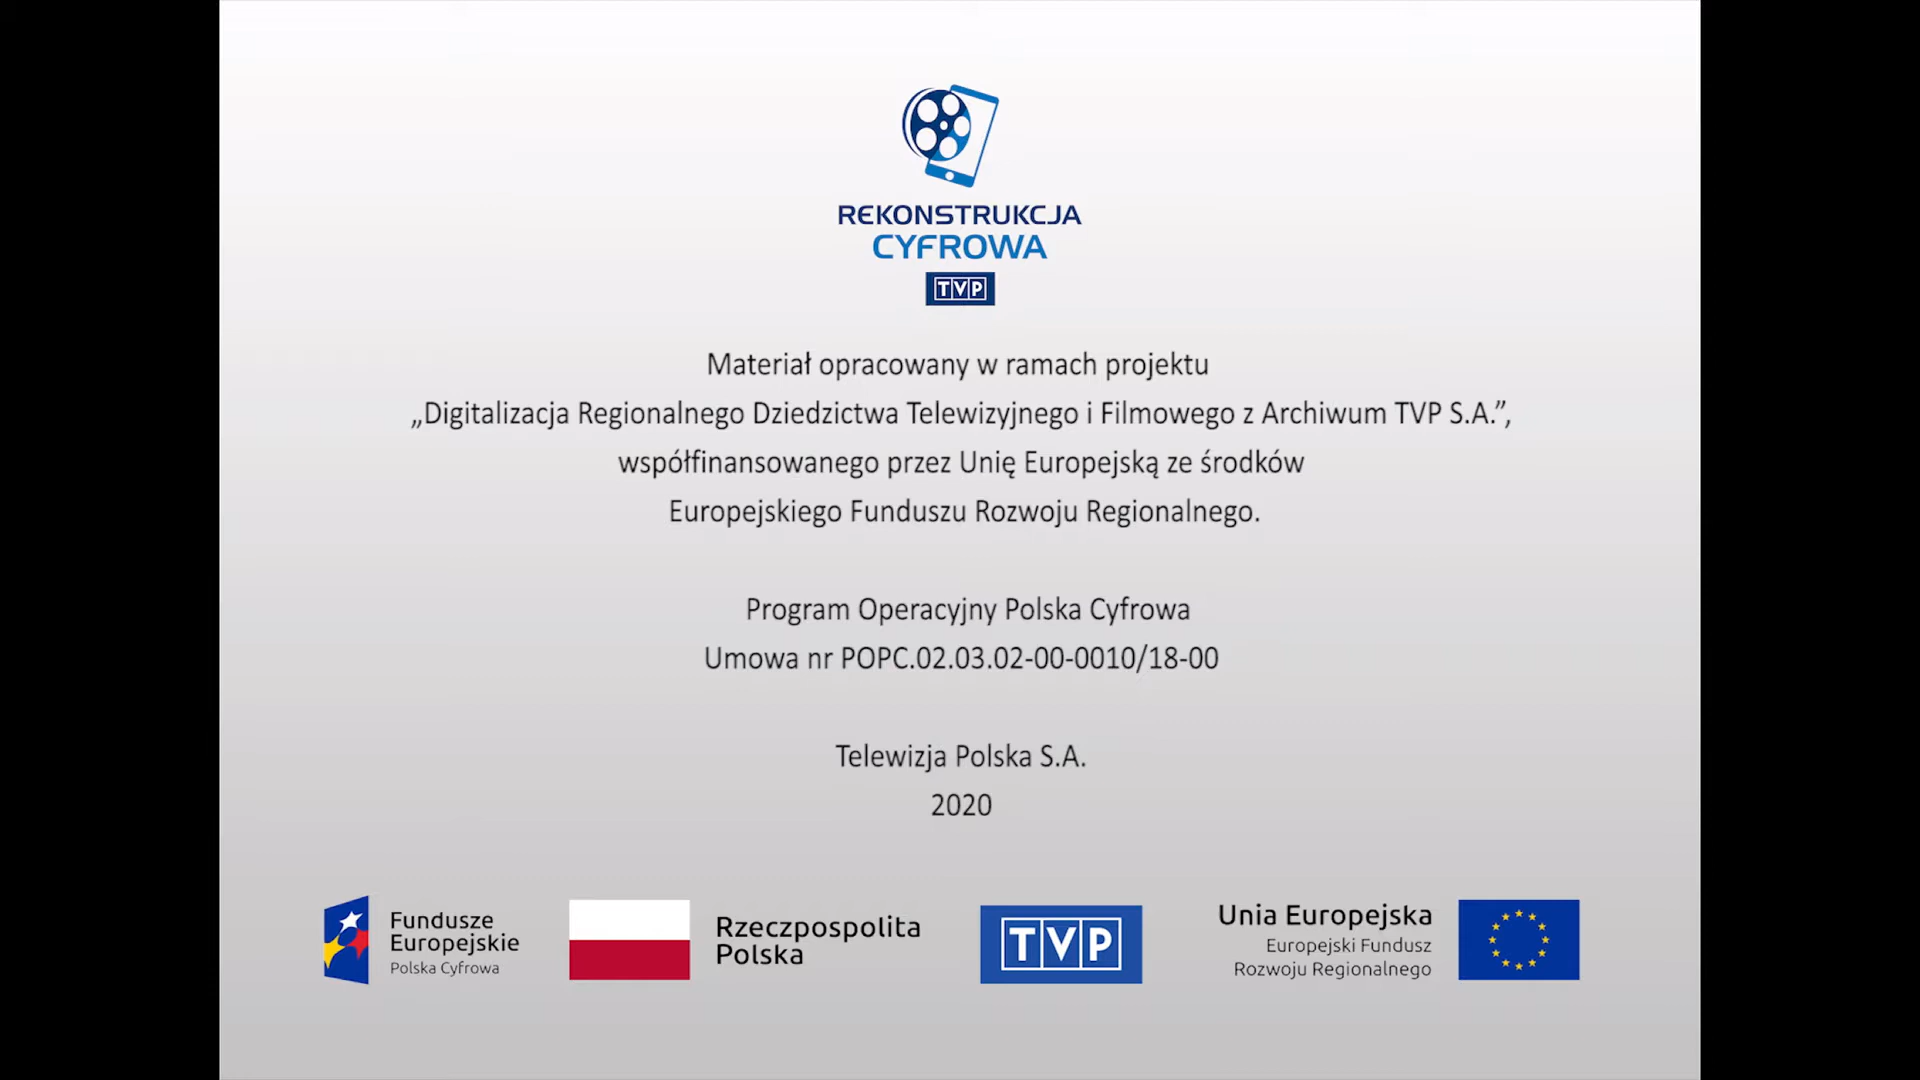 REKONSTRUKCJA
CYFROWA
TVP
Materiał opracowany w ramach projektu
„Digitalizacja Regionalnego Dziedzictwa Telewizyjnego i Filmowego z Archiwum TVP S.A.”,
współfinansowanego przez Unię Europejską ze środków
Europejskiego Funduszu Rozwoju Regionalnego.
Program Operacyjny Polska Cyfrowa
Umowa nr POPC.02.03.02-00-0010/18-00
Telewizja Polska S.A.
2020
Fundusze
Europejskie
Polska Cyfrowa
Rzeczpospolita
Polska
TVP
Unia Europejska
Europejski Fundusz
Rozwoju Regionalnego